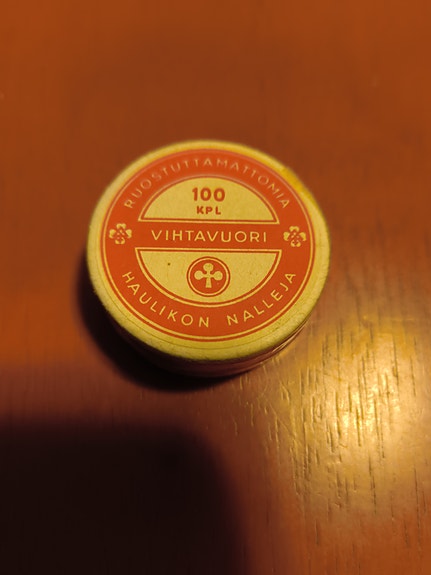 RUOSTUTTAMATTOMIA
100
KPL
VIHTAVUORI
HAULIKON NALLEJA